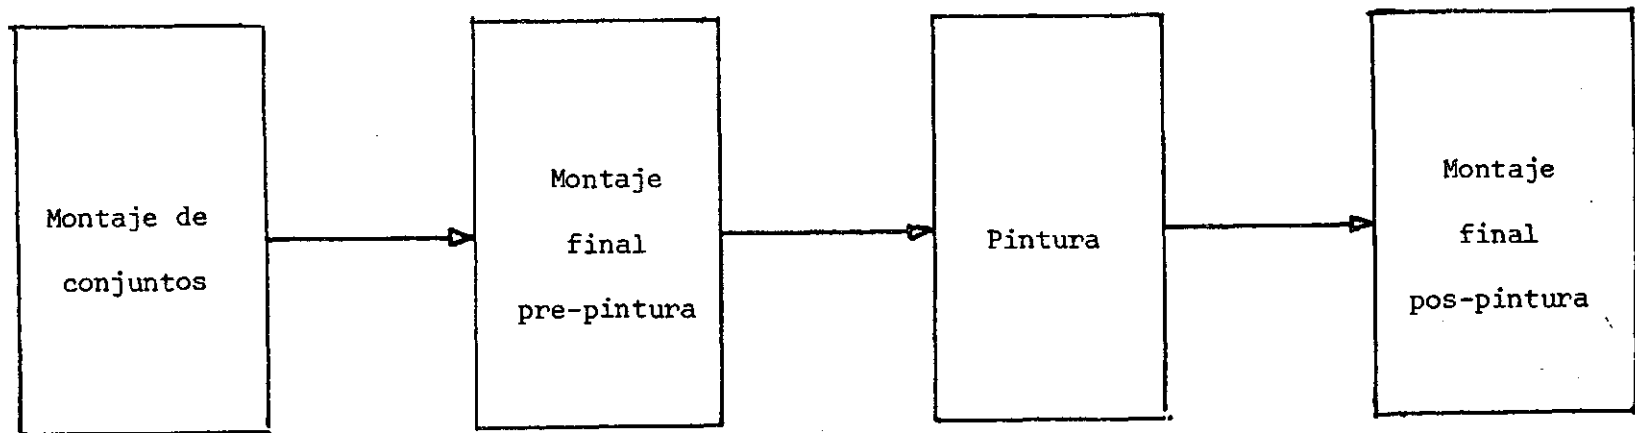 Montaje de
conjuntos
Montaje
final
pre-pintura
Pintura
Montaje
final
pos-pintura